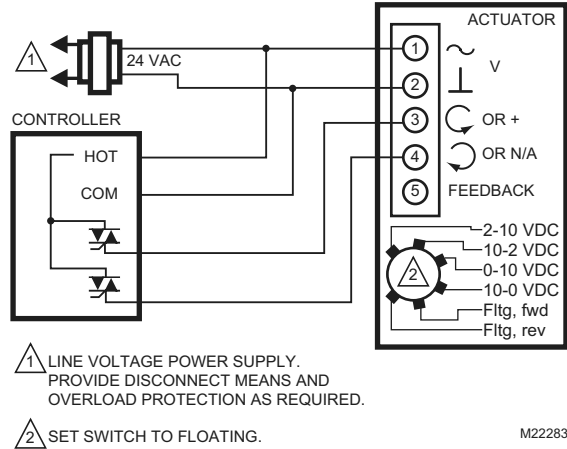 ACTUATOR
1
24 VAC
1
V
2
CONTROLLER
3
OR +
HOT
4
OR N/A
COM
5
FEEDBACK
2-10 VDC
10-2 VDC
2
0-10 VDC
10-0 VDC
Fltg, fwd
Fltg, rev
1 LINE VOLTAGE POWER SUPPLY.
PROVIDE DISCONNECT MEANS AND
OVERLOAD PROTECTION AS REQUIRED.
2 SET SWITCH TO FLOATING.
M22283